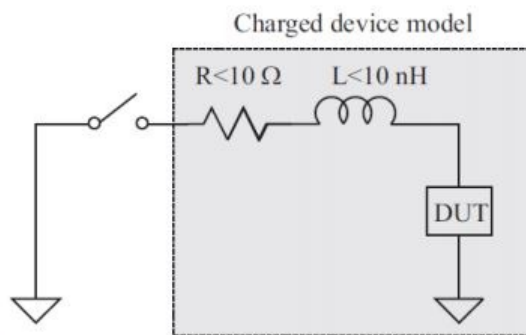 Charged device model
R<10 Ω L<10 nH
DUT